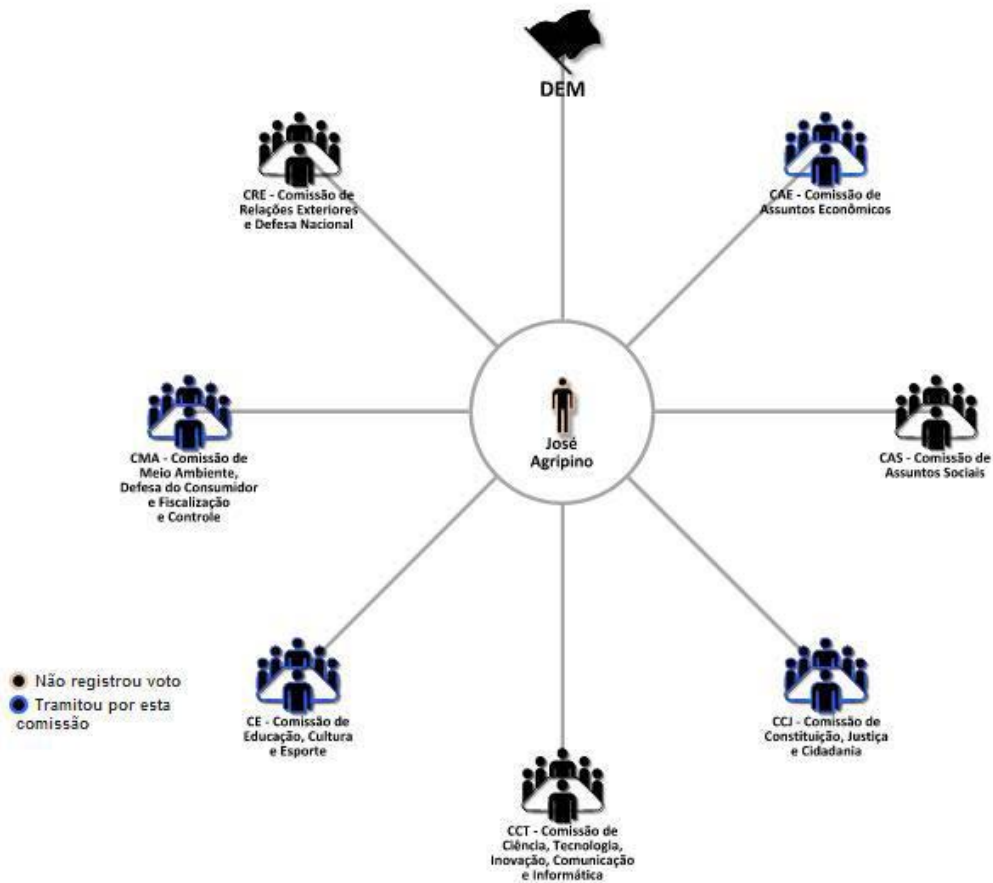 DEM
CRE - Comissão de
Relações Exteriores
e Defesa Nacional
CAE - Comissão de
Assuntos Econômicos
José
Agripino
CMA - Comissão de
Meio Ambiente,
Defesa do Consumidor
e Fiscalização
e Controle
CAS - Comissão de
Assuntos Sociais
Não registrou voto
Tramitou por esta
comissão
CE - Comissão de
Educação, Cultura
e Esporte
CCJ - Comissão de
Constituição, Justiça
e Cidadania
CCT - Comissão de
Ciência, Tecnologia,
Inovação, Comunicação
e Informática